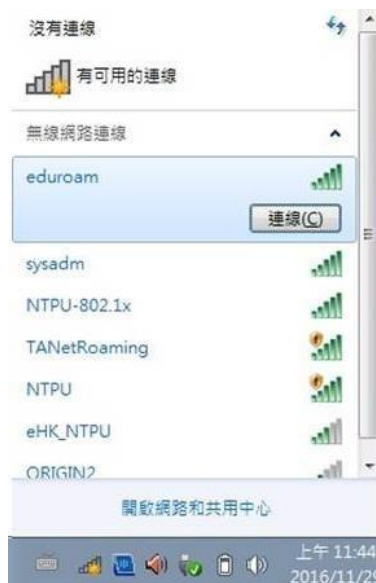 沒有連線
有可用的連線
無線網路連線
eduroam
連線(C)
sysadm
NTPU-802.1x
TANetRoaming
NTPU
eHK_NTPU
ORIGIN2
開啟網路和共用中心
上午 11:44
2016/11/29